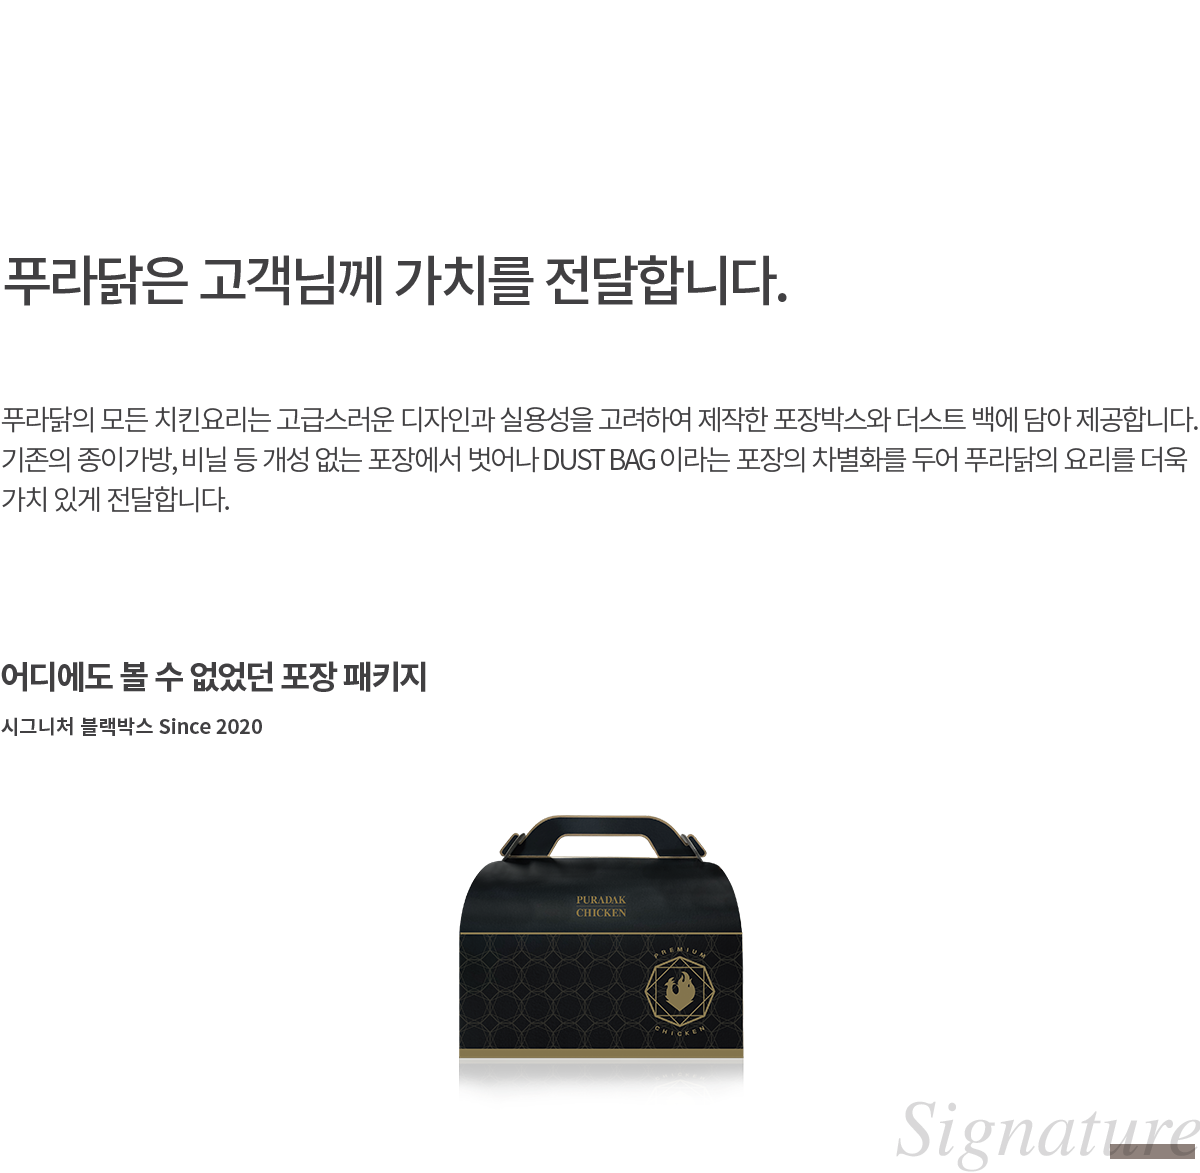 푸라닭은 고객님께 가치를 전달합니다.
푸라닭의 모든 치킨요리는 고급스러운 디자인과 실용성을 고려하여 제작한 포장박스와 더스트 백에 담아 제공합니다.
기존의 종이가방, 비닐 등 개성 없는 포장에서 벗어나 DUST BAG 이라는 포장의 차별화를 두어 푸라닭의 요리를 더욱
가치 있게 전달합니다.
어디에도 볼 수 없었던 포장 패키지
시그니처 블랙박스 Since 2020
PURADAK
CHICKEN
PREMIUM
CHICKEN
Signature